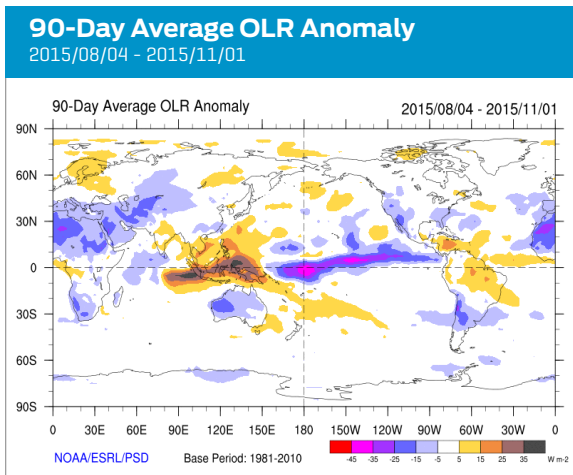 90-Day Average OLR Anomaly
2015/08/04 - 2015/11/01
90-Day Average OLR Anomaly 2015/08/04 - 2015/11/01
90N
60N
30N
0
30S
60S
90S
0 30E 60E 90E 120E 150E 180 150W 120W 90W 60W 30W 0
NOAA/ESRL/PSD Base Period: 1981-2010
-45 -35 -25 -15 -5 5 15 25 35 W m-2